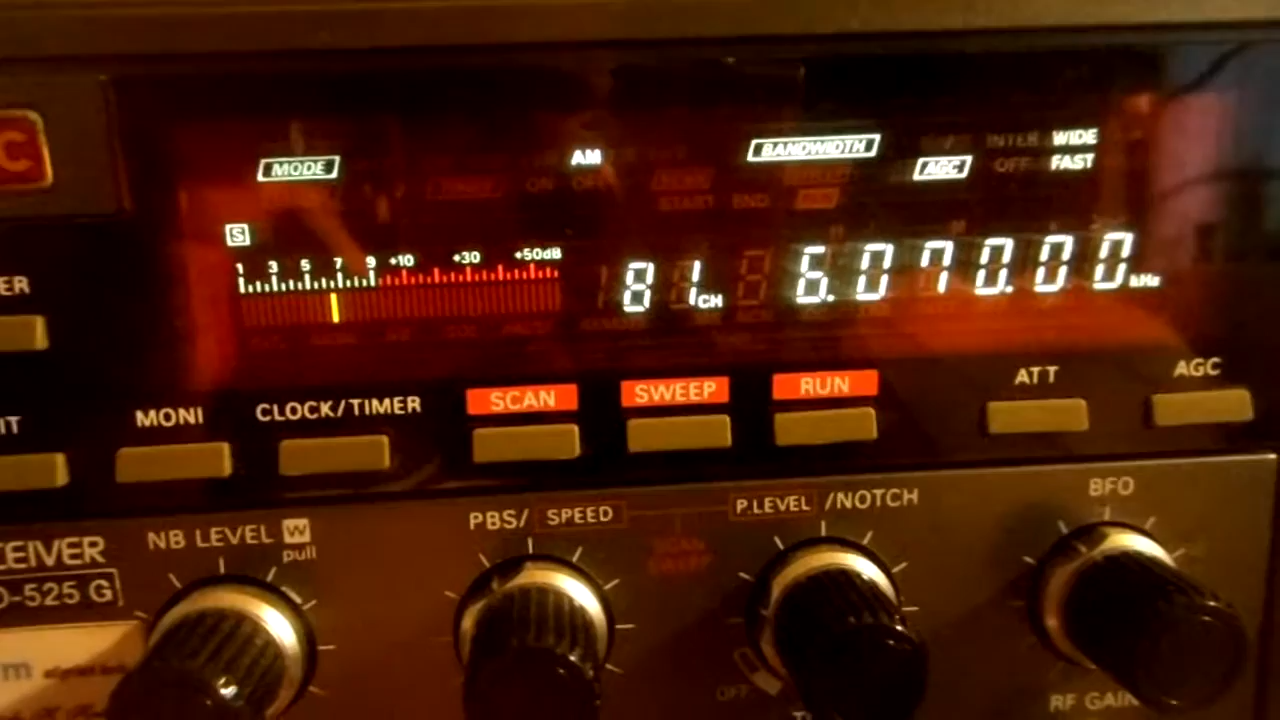 C
MODE
AM
BANDWIDTH
INTER WIDE
AGC OFF FAST
START END
S
1 3 5 7 9 +10 +30 +50dB
81 CH 6.070.00 kHz
ER
IT
MONI
CLOCK/TIMER
SCAN
SWEEP
RUN
ATT
AGC
CEIVER
D-525 G
NB LEVEL W
pull
PBS/ SPEED
P.LEVEL /NOTCH
BFO
OFF
RF GAIN
m